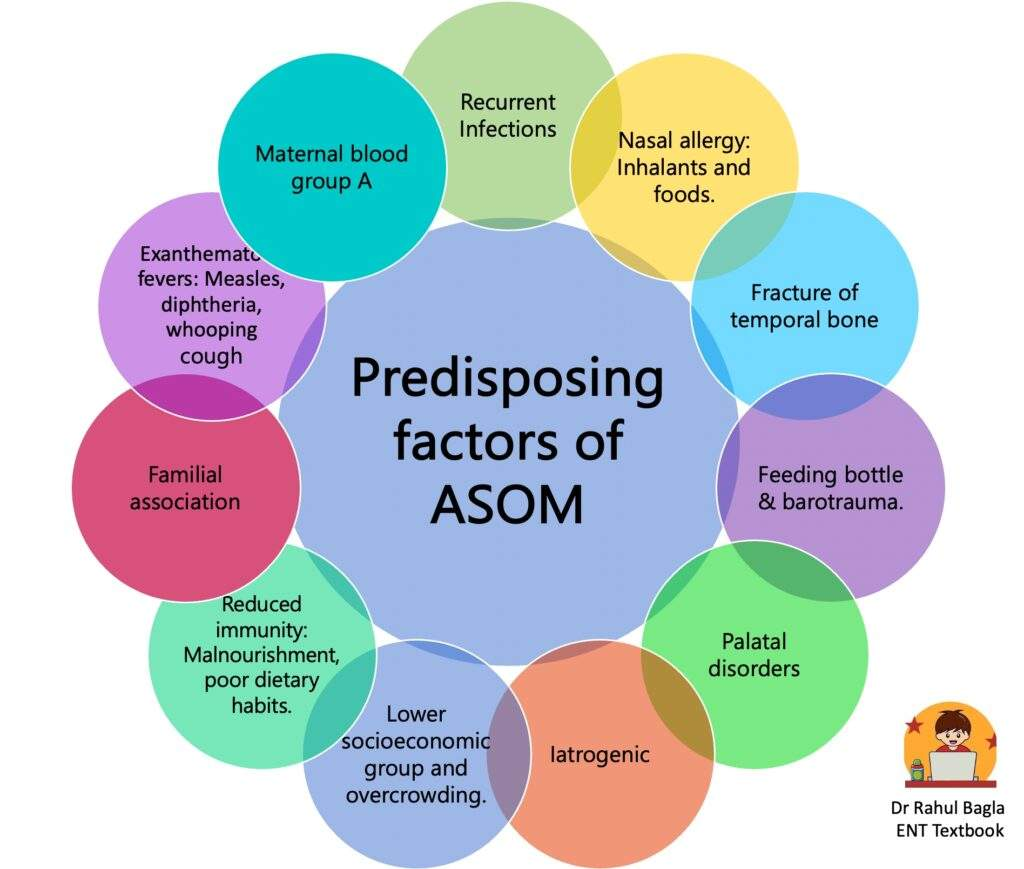 Predisposing
factors of
ASOM
Recurrent
Infections
Nasal allergy:
Inhalants and
foods.
Fracture of
temporal bone
Feeding bottle
& barotrauma.
Palatal
disorders
Iatrogenic
Lower
socioeconomic
group and
overcrowding.
Reduced
immunity:
Malnourishment,
poor dietary
habits.
Familial
association
Exanthemato
fevers: Measles,
diphtheria,
whooping
cough
Maternal blood
group A
Dr Rahul Bagla
ENT Textbook